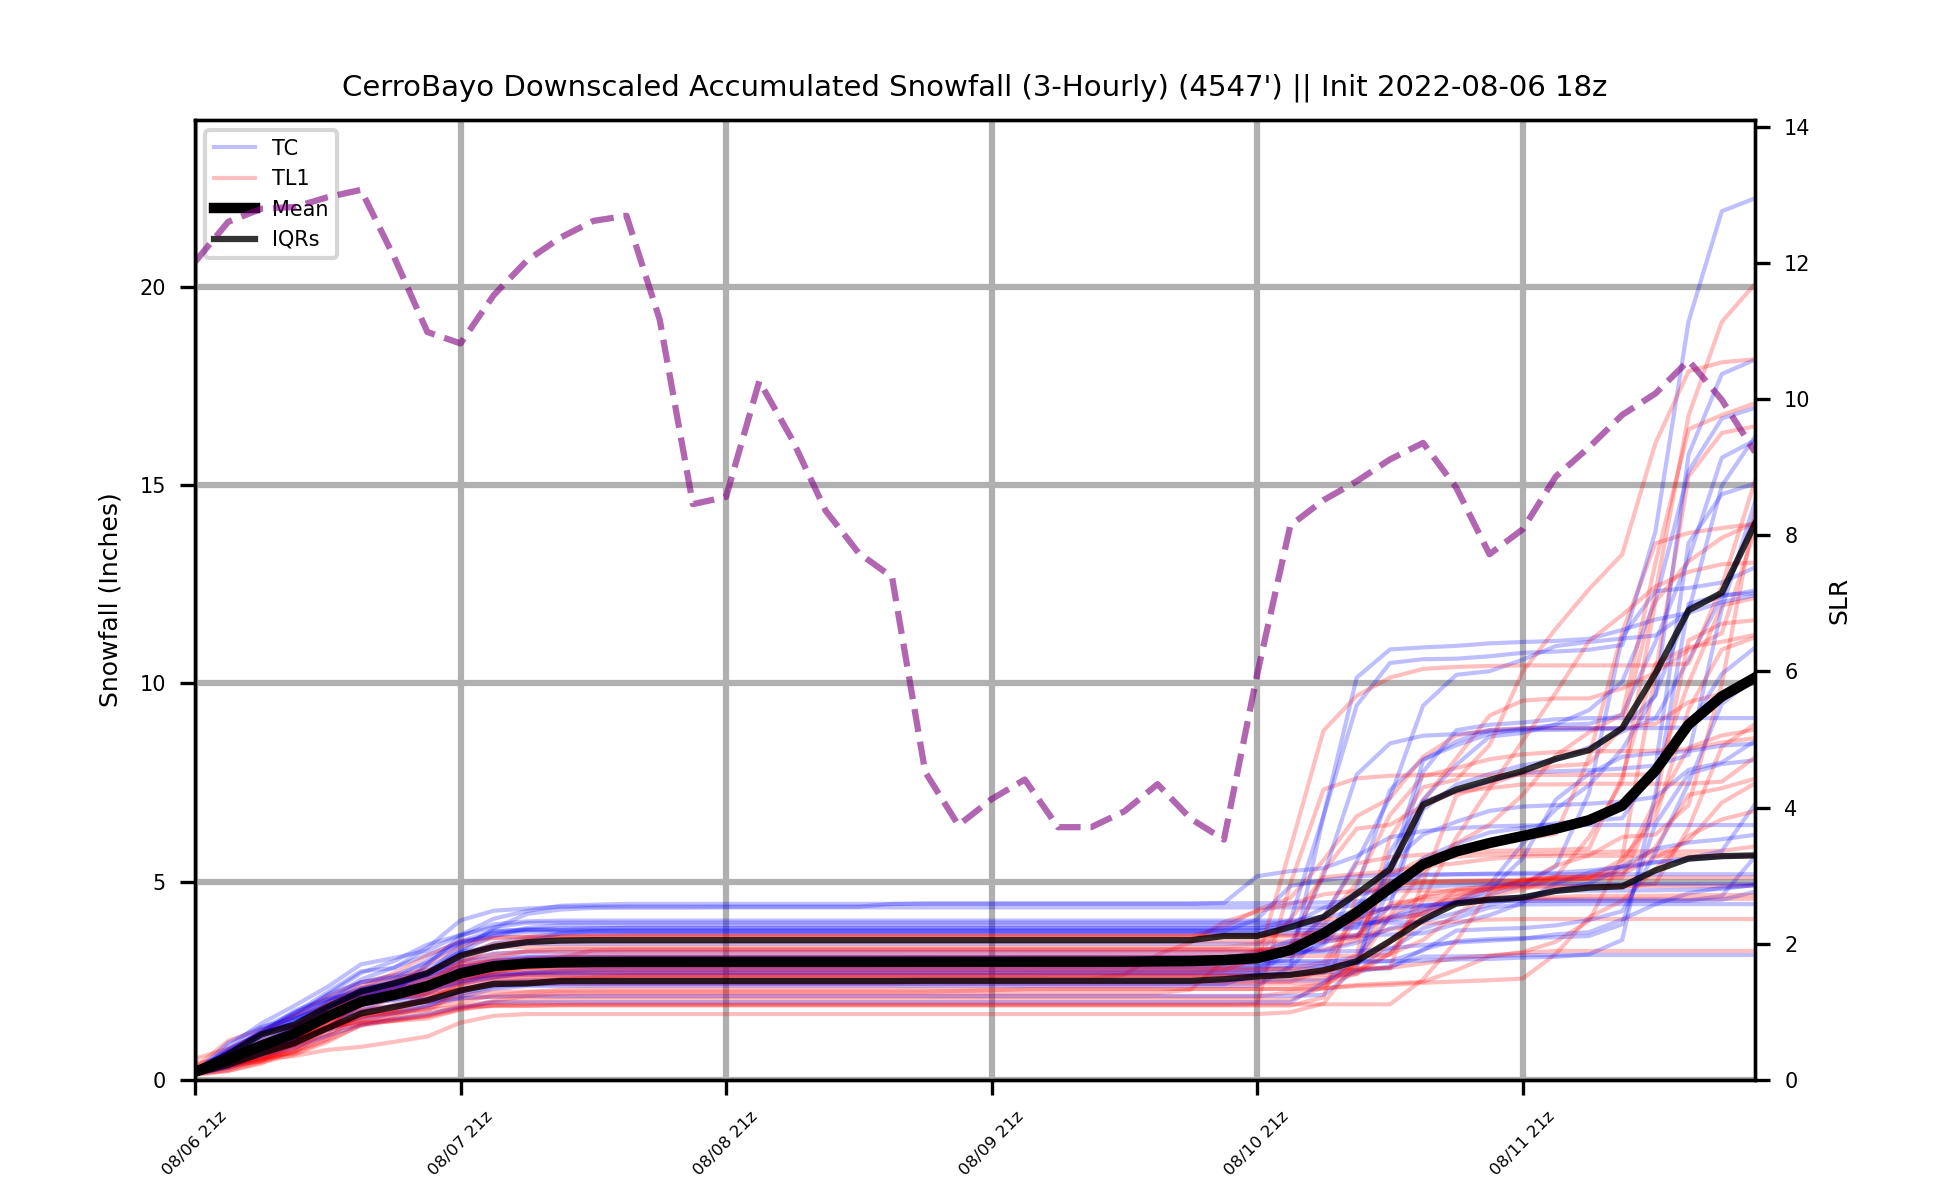 CerroBayo Downscaled Accumulated Snowfall (3-Hourly) (4547') || Init 2022-08-06 18z
TC
TL1
Mean
IQRs
Snowfall (Inches)
20
15
10
5
0
14
12
10
8
6
4
2
0
SLR
08/06 21z
08/07 21z
08/08 21z
08/09 21z
08/10 21z
08/11 21z